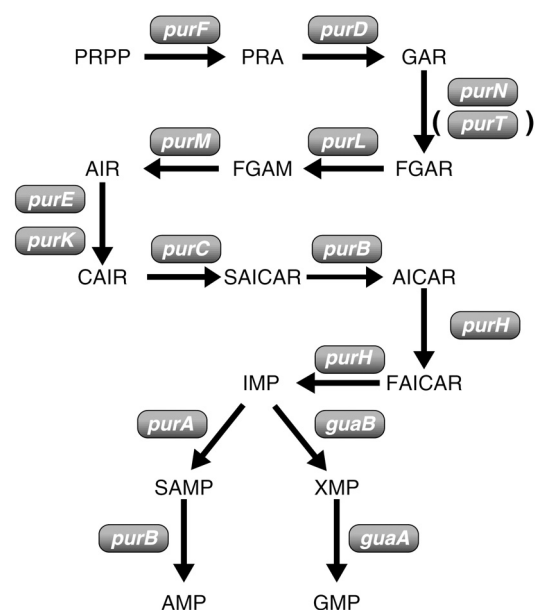 purF purD
PRPP PRA GAR
purN
( purT )
purM purL
AIR FGAM FGAR
purE
purK
purC purB
CAIR SAICAR AICAR
purH
purH
IMP FAICAR
purA guaB
SAMP XMP
purB guaA
AMP GMP